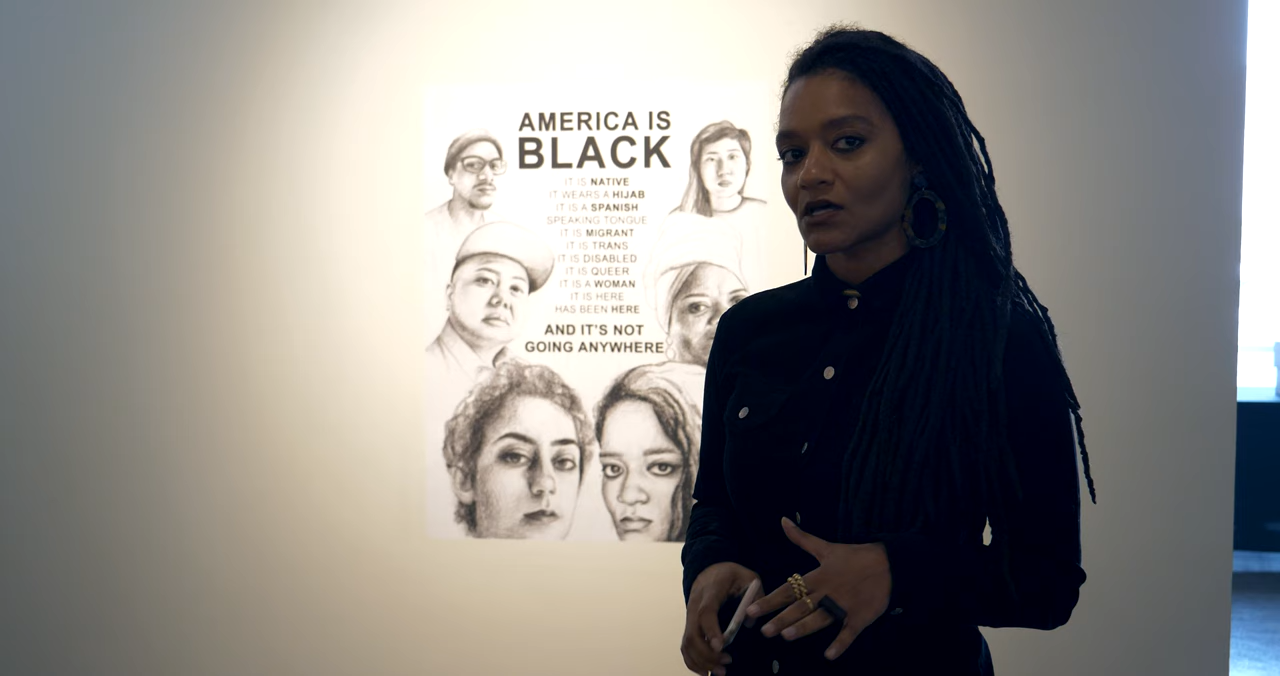 AMERICA IS
BLACK
IT IS NATIVE
IT WEARS A HIJAB
IT IS A SPANISH
SPEAKING TONGUE
IT IS MIGRANT
IT IS TRANS
IT IS DISABLED
IT IS QUEER
IT IS A WOMAN
IT IS HERE
HAS BEEN HERE
AND IT'S NOT
GOING ANYWHERE